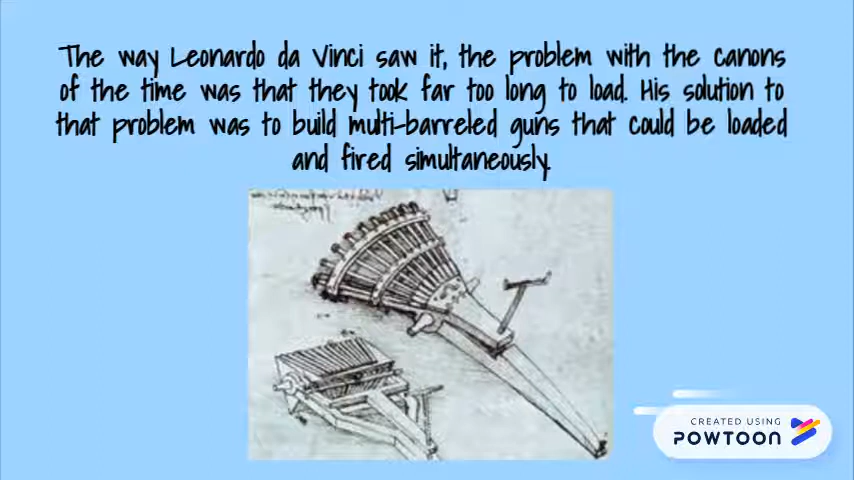 The way Leonardo da Vinci saw it, the problem with the canons
of the time was that they took far too long to load. His solution to
that problem was to build multi-barreled guns that could be loaded
and fired simultaneously.
CREATED USING
POWTOON